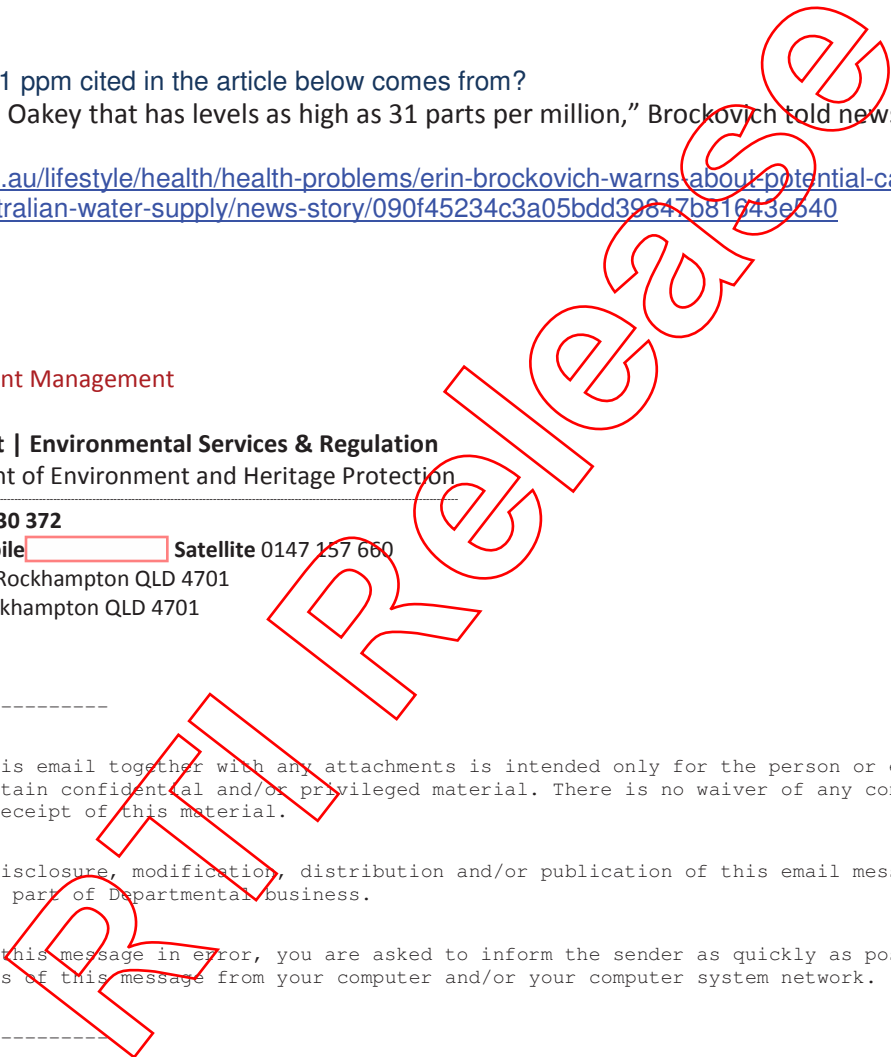 1 ppm cited in the article below comes from?
Oakey that has levels as high as 31 parts per million,” Brockovich told news
.au/lifestyle/health/health-problems/erin-brockovich-warns-about-potential-ca
tralian-water-supply/news-story/090f45234c3a05bdd39847b81643e540
nt Management
t | Environmental Services & Regulation
nt of Environment and Heritage Protection
30 372
bile Satellite 0147 157 660
Rockhampton QLD 4701
khampton QLD 4701
---------
is email together with any attachments is intended only for the person or
tain confidential and/or privileged material. There is no waiver of any co
eceipt of this material.
isclosure, modification, distribution and/or publication of this email mes
part of Departmental business.
this message in error, you are asked to inform the sender as quickly as po
s of this message from your computer and/or your computer system network.
---------
RTI Release